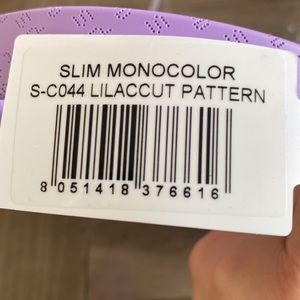 SLIM MONOCOLOR
S-C044 LILACCUT PATTERN
8 051418 376616